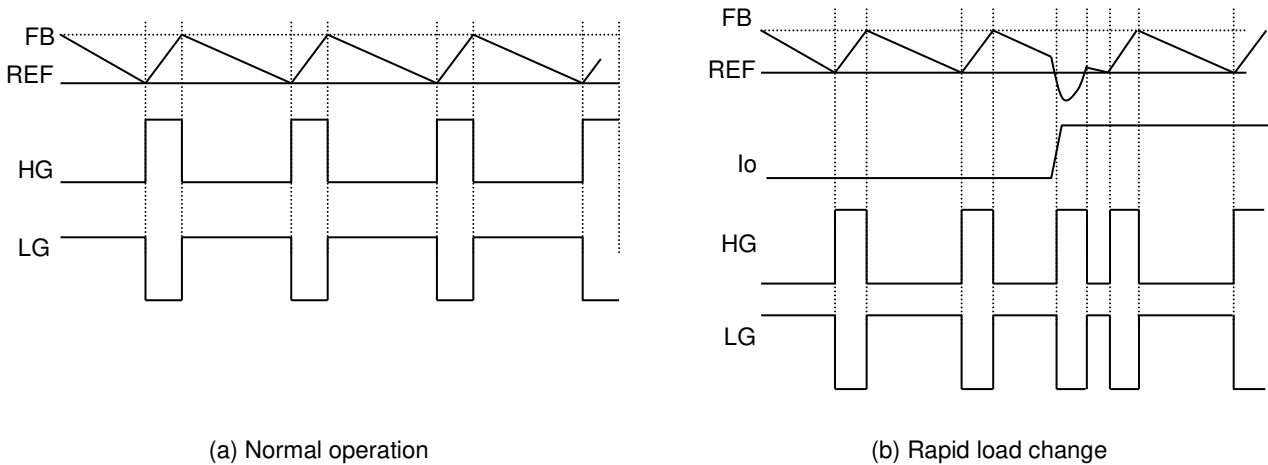 FB
REF
HG
LG
(a) Normal operation
FB
REF
Io
HG
LG
(b) Rapid load change